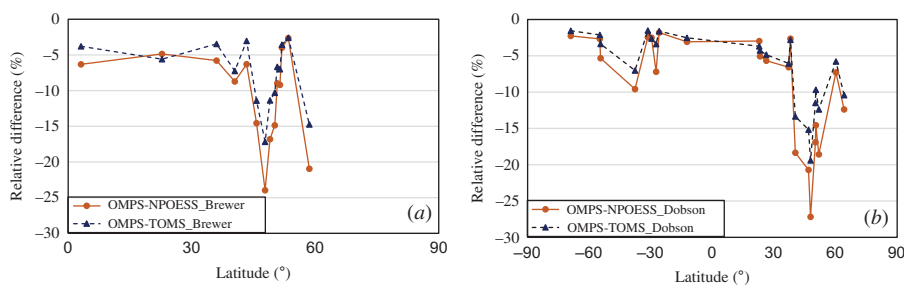 0
−5
−10
−15
−20
−25
−30
Relative difference (%)
OMPS-NPOESS_Brewer
OMPS-TOMS_Brewer
(a)
0 30 60 90
Latitude (°)
0
−5
−10
−15
−20
−25
−30
Relative difference (%)
OMPS-NPOESS_Dobson
OMPS-TOMS_Dobson
(b)
−90 −60 −30 0 30 60 90
Latitude (°)